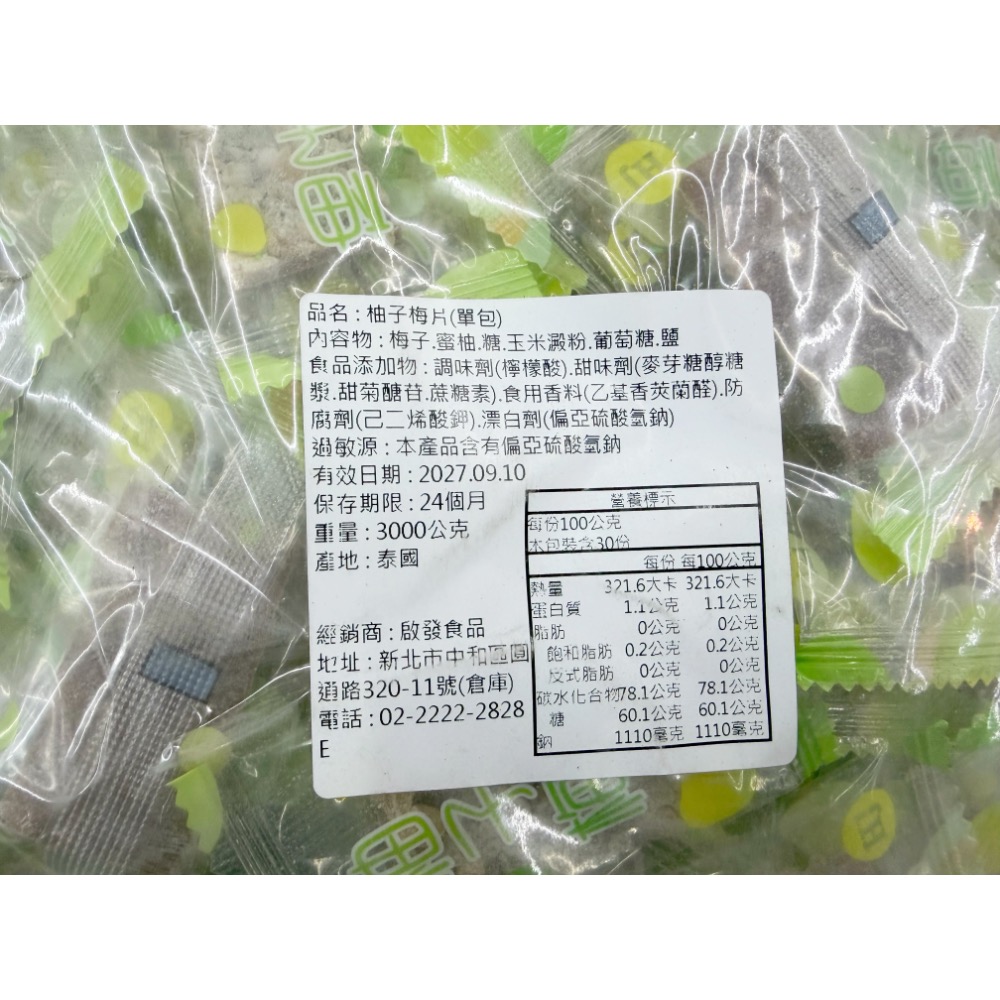 品名：柚子梅片(單包)
內容物：梅子.蜜柚.糖.玉米澱粉.葡萄糖.鹽
食品添加物：調味劑(檸檬酸).甜味劑(麥芽糖醇糖
漿.甜菊醣苷.蔗糖素).食用香料(乙基香莢蘭醛).防
腐劑(己二烯酸鉀).漂白劑(偏亞硫酸氫鈉)
過敏源：本產品含有偏亞硫酸氫鈉
有效日期：2027.09.10
保存期限：24個月
重量：3000公克
產地：泰國
經銷商：啟發食品
地址：新北市中和區圓
通路320-11號(倉庫)
電話：02-2222-2828
E
營養標示
每份100公克
本包裝含30份
每份 每100公克
熱量 321.6大卡 321.6大卡
蛋白質 1.1公克 1.1公克
脂肪 0公克 0公克
飽和脂肪 0.2公克 0.2公克
反式脂肪 0公克 0公克
碳水化合物78.1公克 78.1公克
糖 60.1公克 60.1公克
鈉 1110毫克 1110毫克